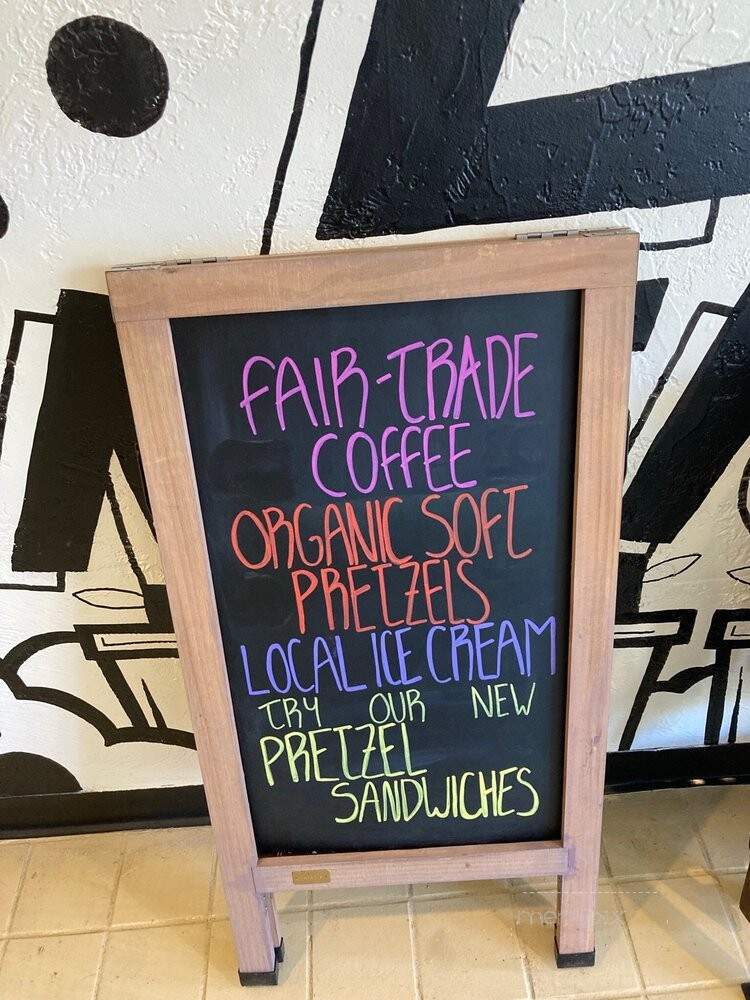 FAIR-TRADE
COFFEE
ORGANIC SOFT
PRETZELS
LOCAL ICE CREAM
TRY OUR NEW
PRETZEL
SANDWICHES